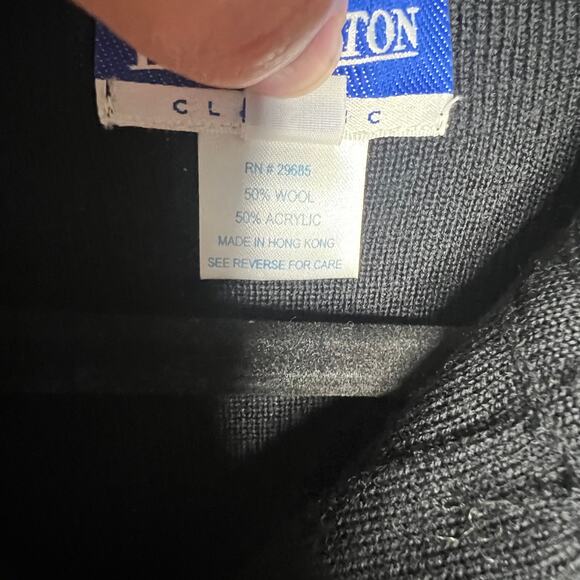 TON
CL C
RN # 29685
50% WOOL
50% ACRYLIC
MADE IN HONG KONG
SEE REVERSE FOR CARE